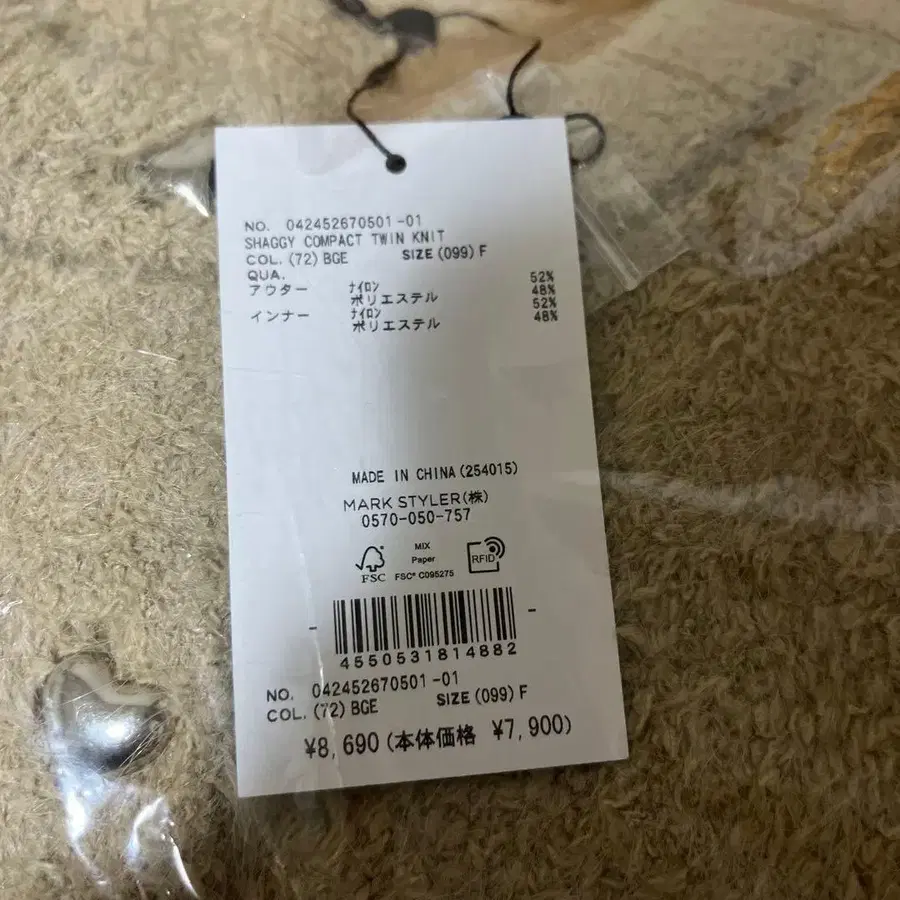 NO. 042452670501-01
SHAGGY COMPACT TWIN KNIT
COL. (72) BGE SIZE (099) F
QUA.
アウター ナイロン 52%
ポリエステル 48%
インナー ナイロン 52%
ポリエステル 48%
MADE IN CHINA (254015)
MARK STYLER(株)
0570-050-757
FSC
MIX
Paper
FSC® C095275
RFID
4550531814882
NO. 042452670501-01
COL. (72) BGE SIZE (099) F
¥8,690 (本体価格 ¥7,900)